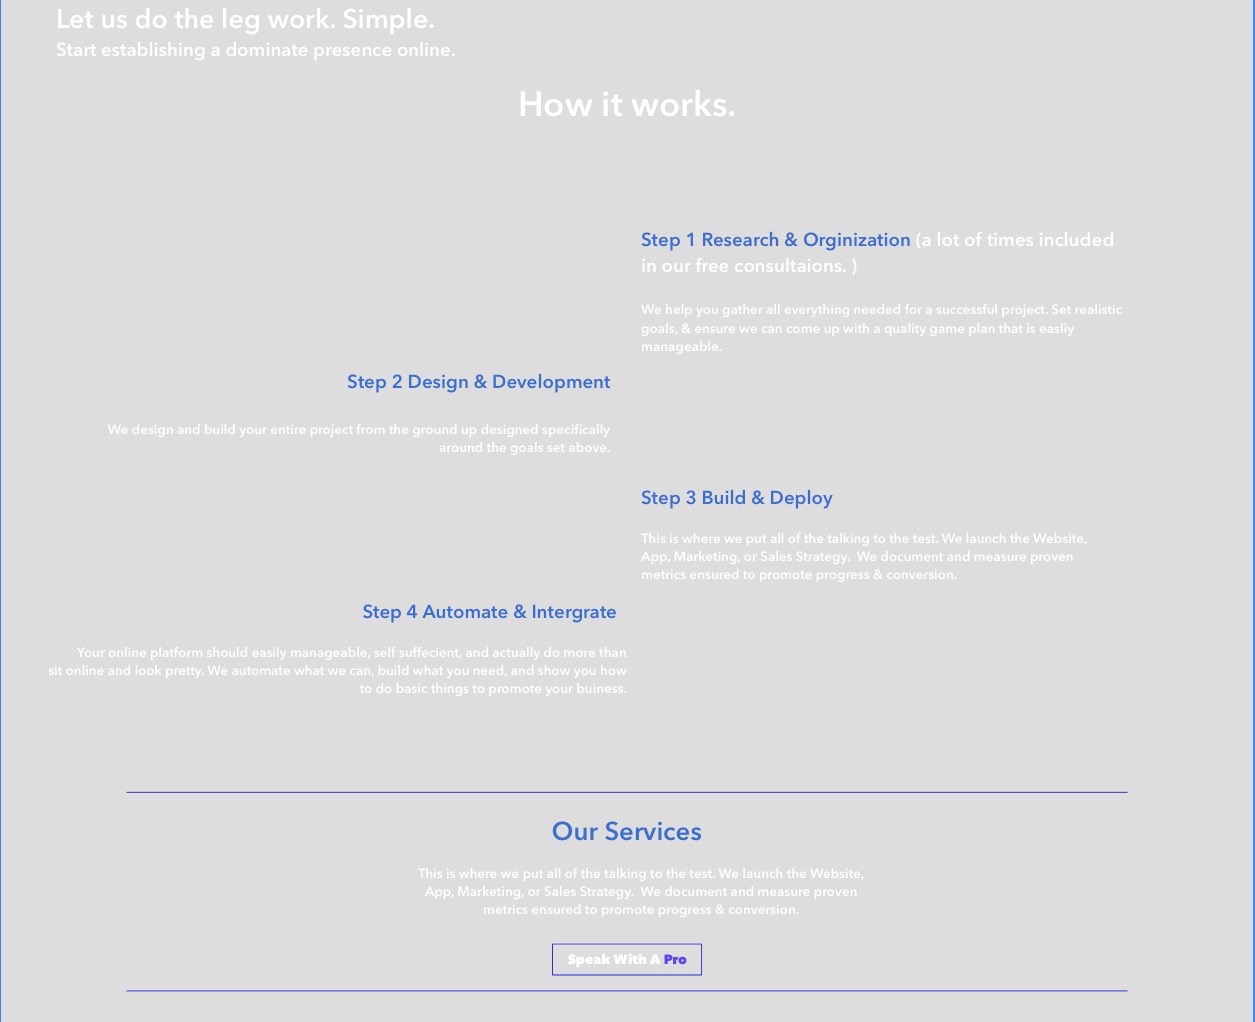 Let us do the leg work. Simple.
Start establishing a dominate presence online.
How it works.
Step 1 Research & Orginization (a lot of times included
in our free consultaions. )
We help you gather all everything needed for a successful project. Set realistic
goals, & ensure we can come up with a quality game plan that is easliy
manageable.
Step 2 Design & Development
We design and build your entire project from the ground up designed specifically
around the goals set above.
Step 3 Build & Deploy
This is where we put all of the talking to the test. We launch the Website,
App, Marketing, or Sales Strategy.  We document and measure proven
metrics ensured to promote progress & conversion.
Step 4 Automate & Intergrate
Your online platform should easily manageable, self suffecient, and actually do more than
sit online and look pretty. We automate what we can, build what you need, and show you how
to do basic things to promote your buiness.
Our Services
This is where we put all of the talking to the test. We launch the Website,
App, Marketing, or Sales Strategy.  We document and measure proven
metrics ensured to promote progress & conversion.
Speak With A Pro